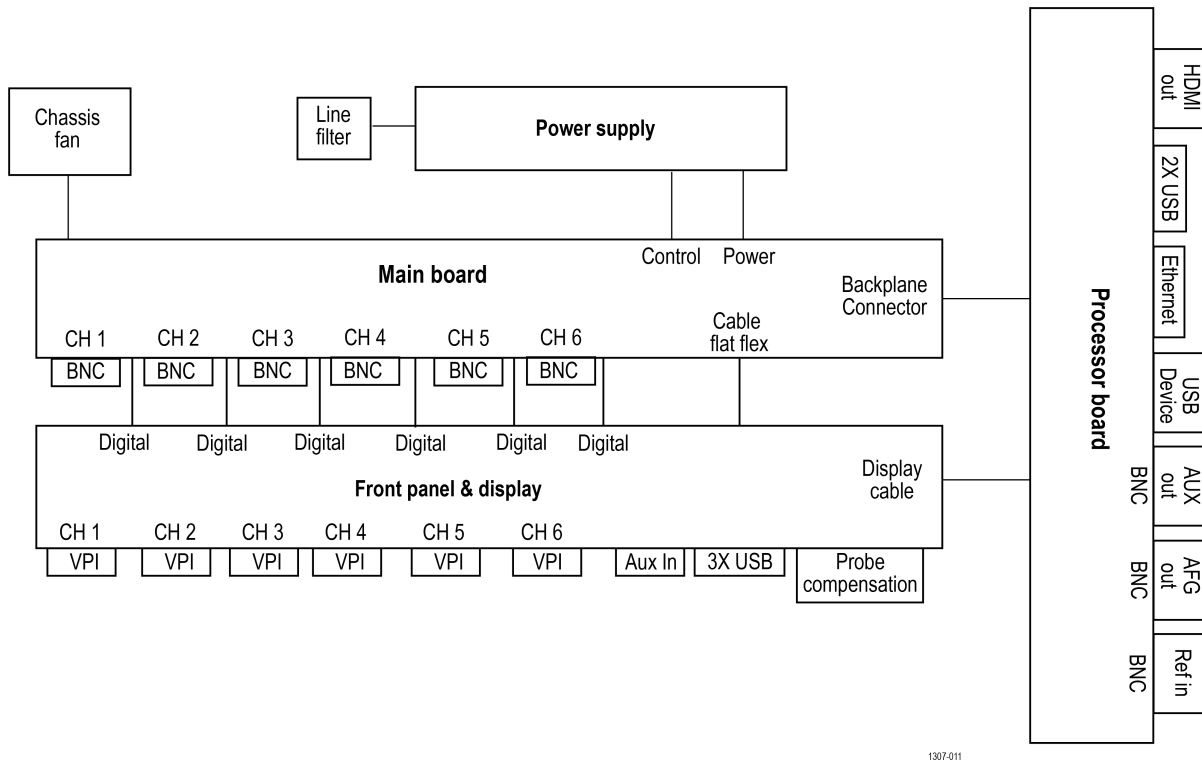 Chassis
fan
Line
filter
Power supply
Control
Power
Main board
Backplane
Connector
Cable
flat flex
CH 1
CH 2
CH 3
CH 4
CH 5
CH 6
BNC
BNC
BNC
BNC
BNC
BNC
Digital
Digital
Digital
Digital
Digital
Digital
Front panel & display
Display
cable
CH 1
CH 2
CH 3
CH 4
CH 5
CH 6
VPI
VPI
VPI
VPI
VPI
VPI
Aux In
3X USB
Probe
compensation
Processor board
HDMI
out
2X USB
Ethernet
USB
Device
AUX
out
BNC
AFG
out
BNC
Ref in
BNC
1307-011